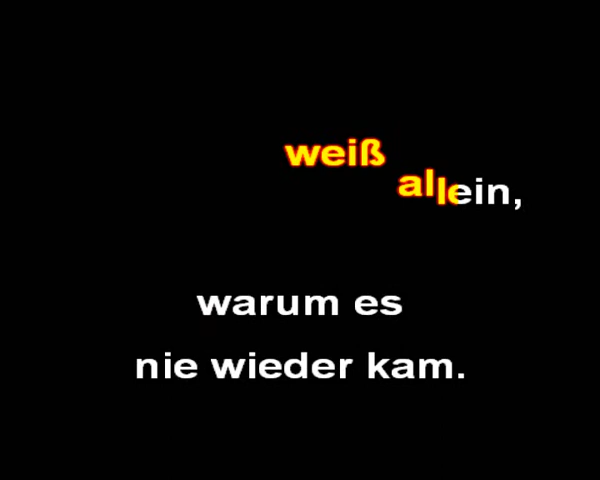 weiß
allein,
warum es
nie wieder kam.